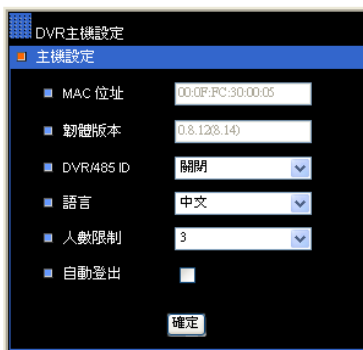 DVR主機設定
主機設定
MAC 位址 00:0F:FC:30:00:05
韌體版本 0.8.12(8.14)
DVR/485 ID 關閉
語言 中文
人數限制 3
自動登出
確定